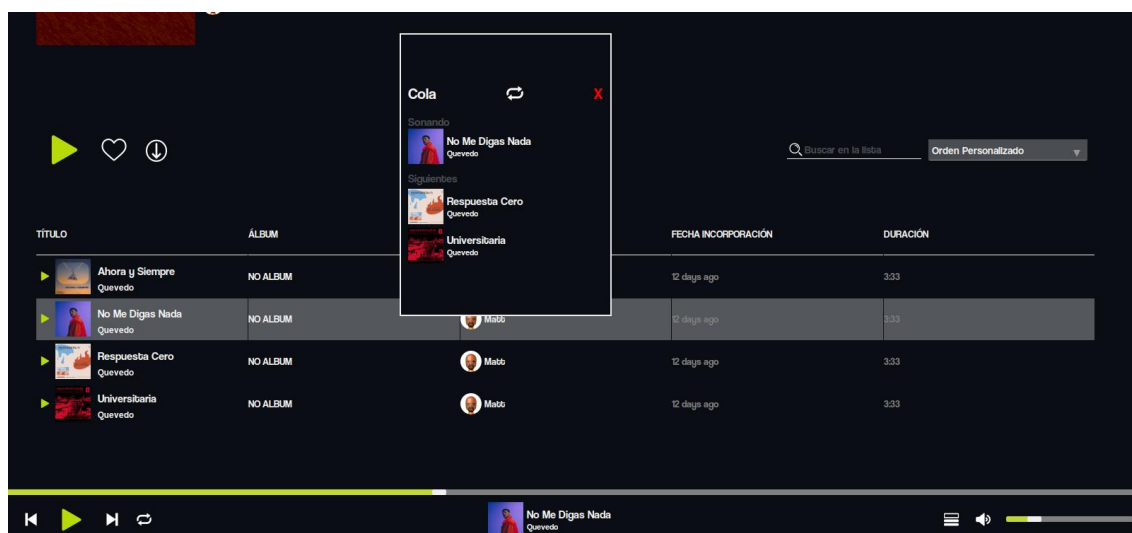 Cola X
Sonando
No Me Digas Nada
Quevedo
Siguientes
Respuesta Cero
Quevedo
Universitaria
Quevedo
Buscar en la lista
Orden Personalizado
TÍTULO ÁLBUM FECHA INCORPORACIÓN DURACIÓN
Ahora y Siempre
Quevedo
NO ALBUM 12 days ago 3:33
No Me Digas Nada
Quevedo
NO ALBUM Matt 12 days ago 3:33
Respuesta Cero
Quevedo
NO ALBUM Matt 12 days ago 3:33
Universitaria
Quevedo
NO ALBUM Matt 12 days ago 3:33
No Me Digas Nada
Quevedo